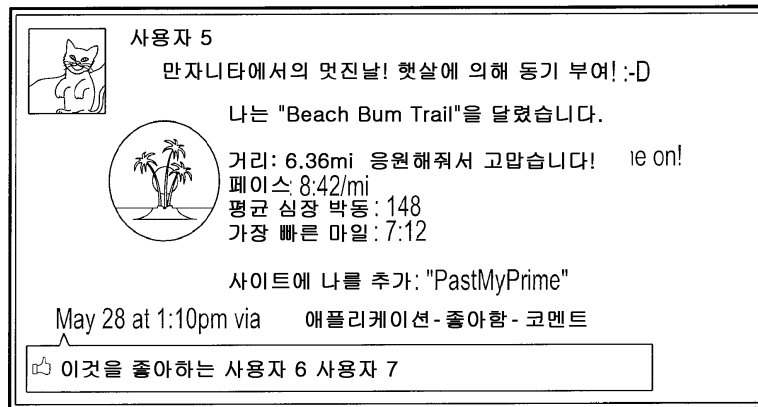 사용자 5
만자니타에서의 멋진날! 햇살에 의해 동기 부여! :-D
나는 "Beach Bum Trail"을 달렸습니다.
거리: 6.36mi 응원해줘서 고맙습니다! on!
페이스: 8:42/mi
평균 심장 박동: 148
가장 빠른 마일: 7:12
사이트에 나를 추가: "PastMyPrime"
May 28 at 1:10pm via 애플리케이션-좋아함-코멘트
이것을 좋아하는 사용자 6 사용자 7